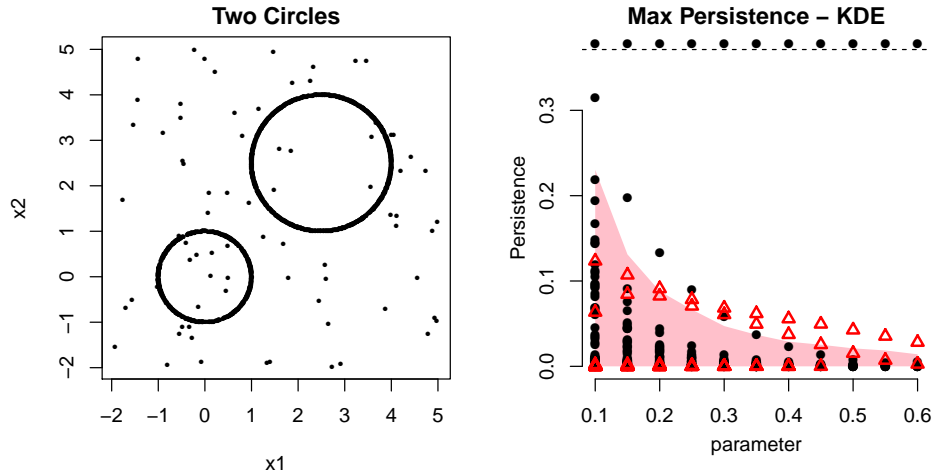 Two Circles
x2
5
4
3
2
1
0
−1
−2
−2 −1 0 1 2 3 4 5
x1
Max Persistence − KDE
Persistence
0.3
0.2
0.1
0.0
0.1 0.2 0.3 0.4 0.5 0.6
parameter